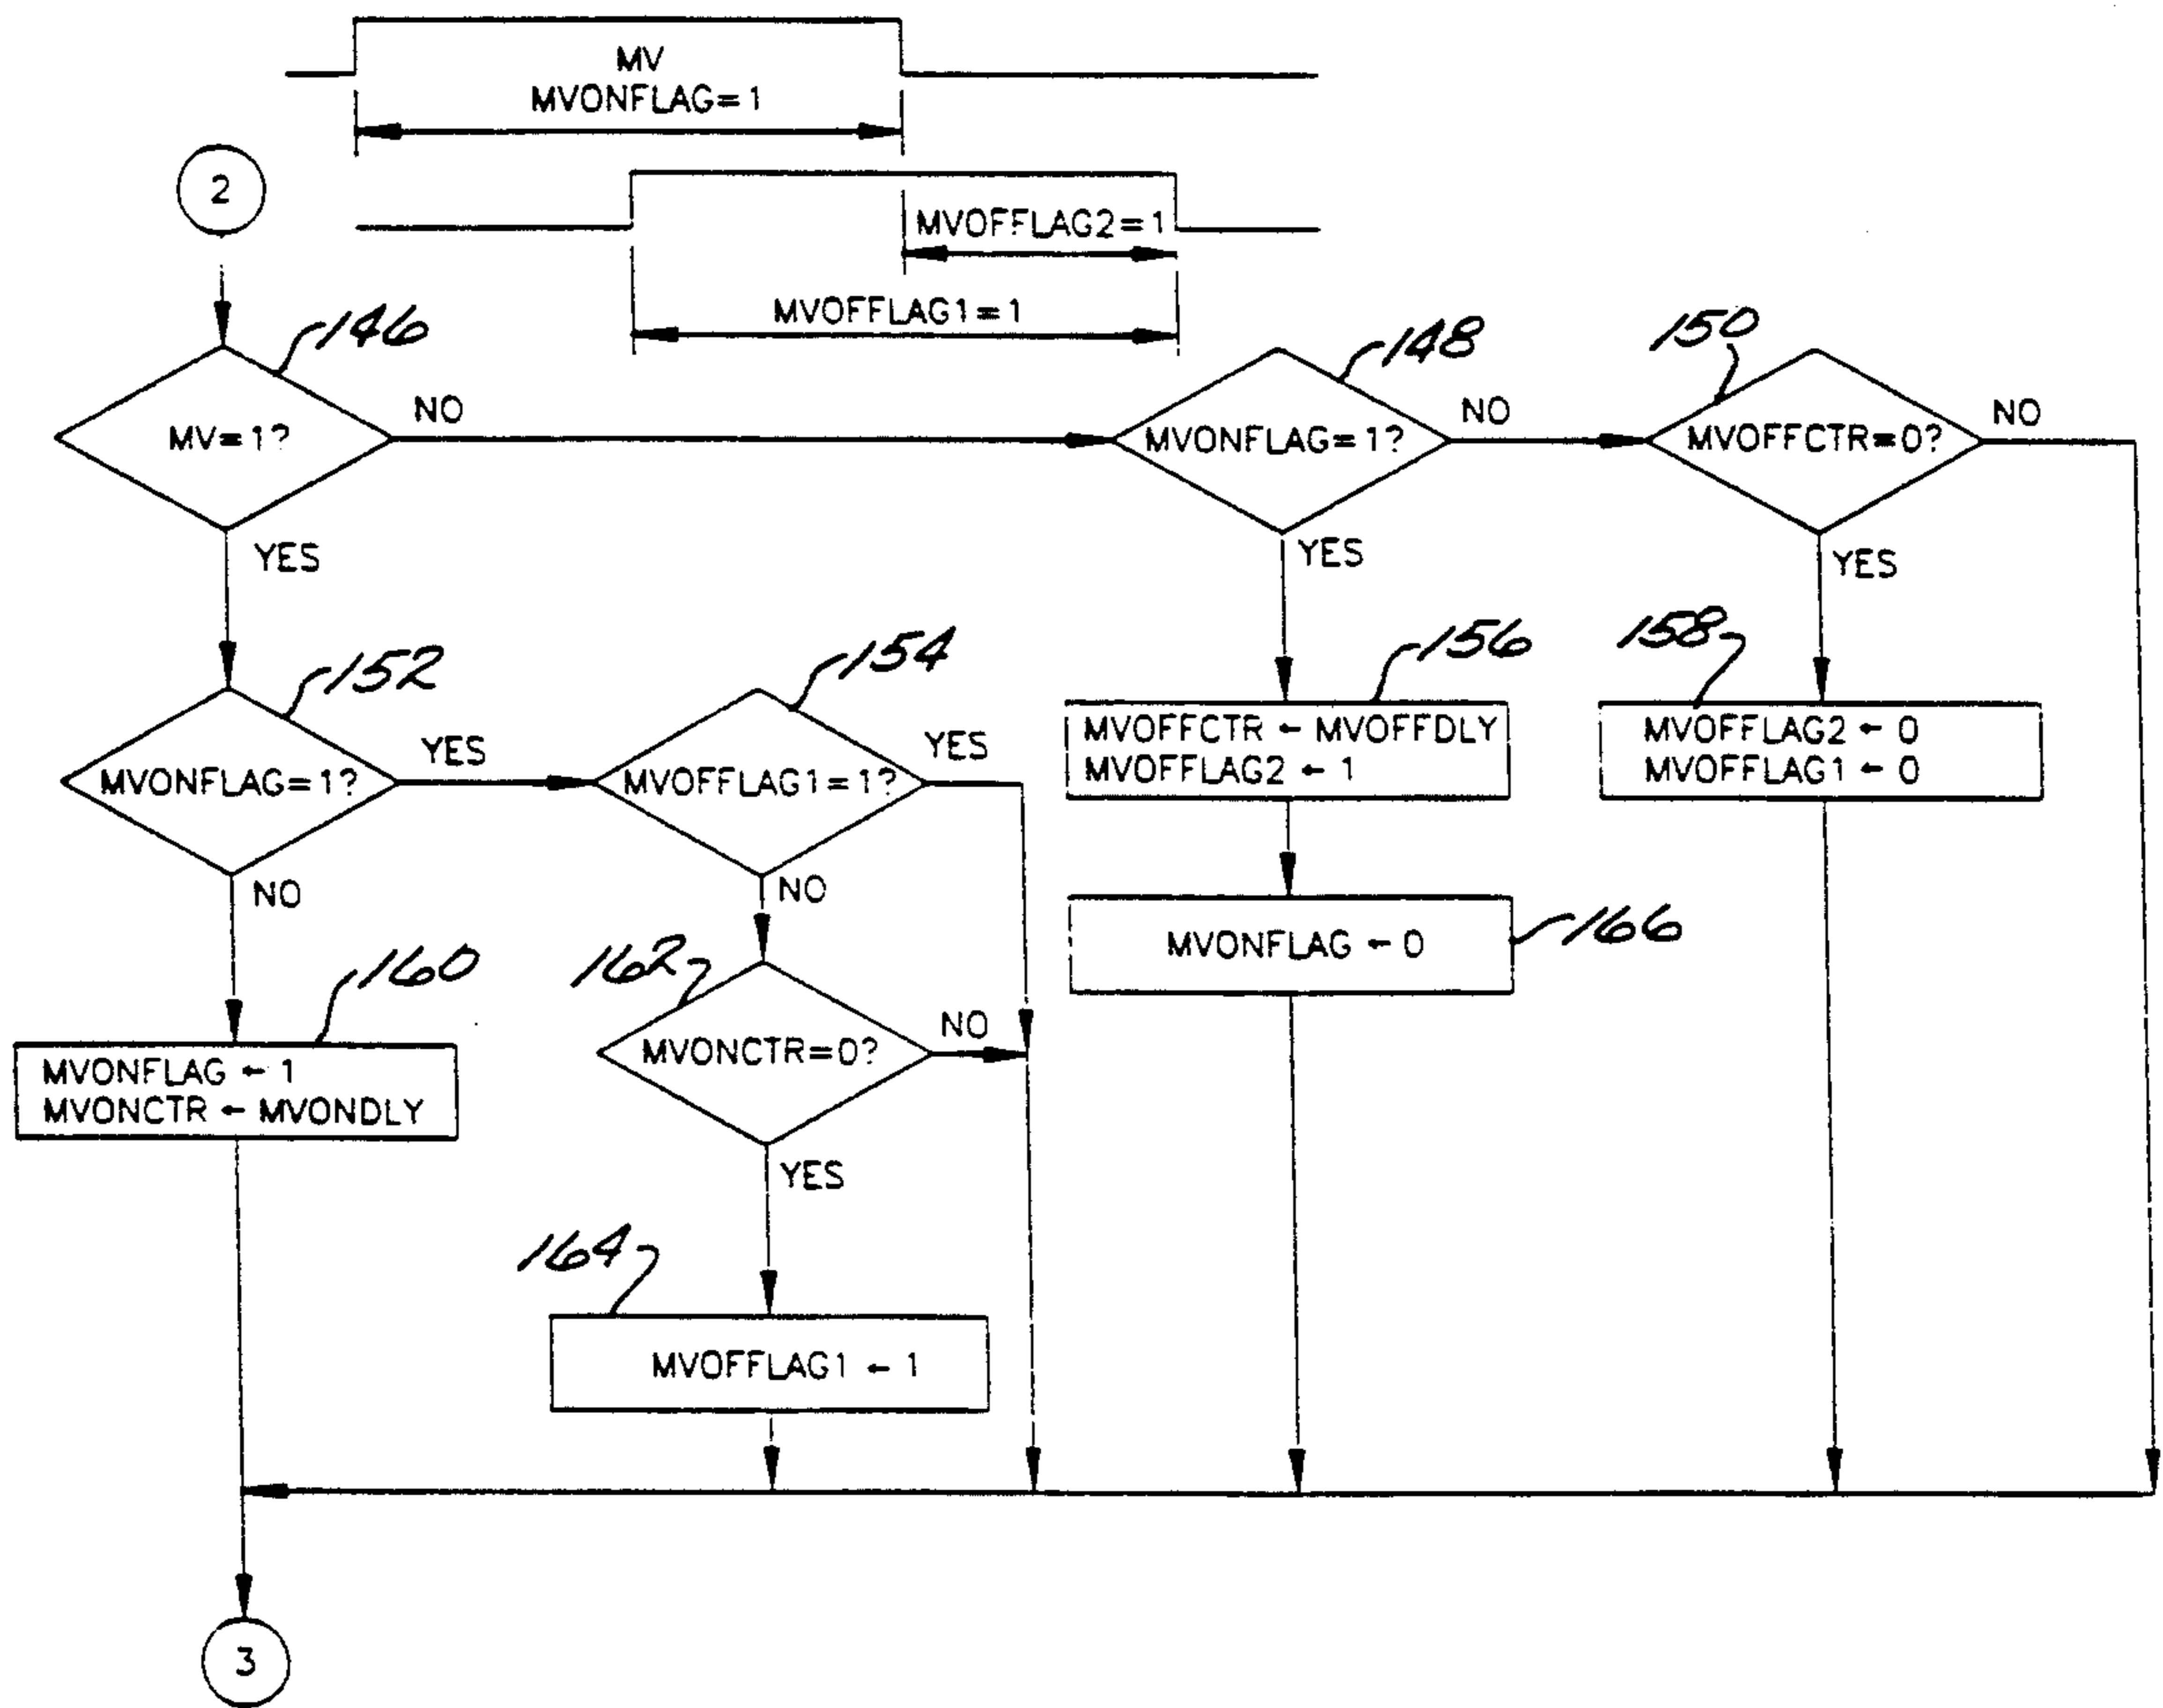 MV
MVONFLAG=1
2
MVOFFLAG2=1
MVOFFLAG1=1
146
148
150
MV=1?
NO
MVONFLAG=1?
NO
MVOFFCTR=0?
NO
YES
YES
YES
152
154
156
158
MVONFLAG=1?
YES
MVOFFLAG1=1?
YES
MVOFFCTR ← MVOFFDLY
MVOFFLAG2 ← 1
MVOFFLAG2 ← 0
MVOFFLAG1 ← 0
NO
NO
160
162
MVONFLAG ← 0
166
MVONFLAG ← 1
MVONCTR ← MVONDLY
MVONCTR=0?
NO
YES
164
MVOFFLAG1 ← 1
3